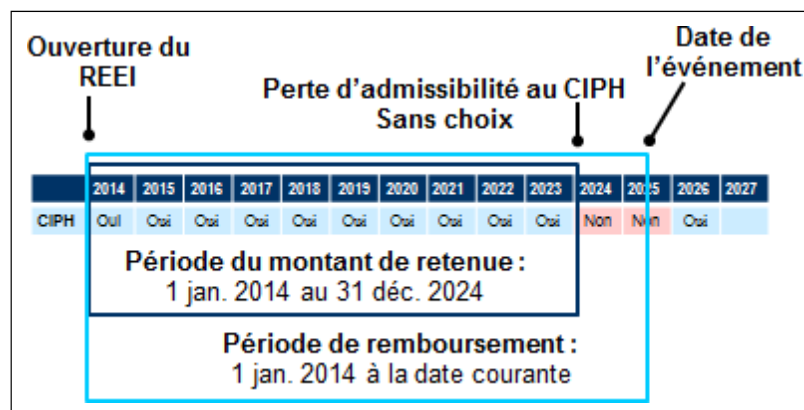 Ouverture du
REEI
Perte d’admissibilité au CIPH
Sans choix
Date de
l’événement
2014 2015 2016 2017 2018 2019 2020 2021 2022 2023 2024 2025 2026 2027
CIPH Oui Oui Oui Oui Oui Oui Oui Oui Oui Oui Non Non Oui
Période du montant de retenue :
1 jan. 2014 au 31 déc. 2024
Période de remboursement :
1 jan. 2014 à la date courante